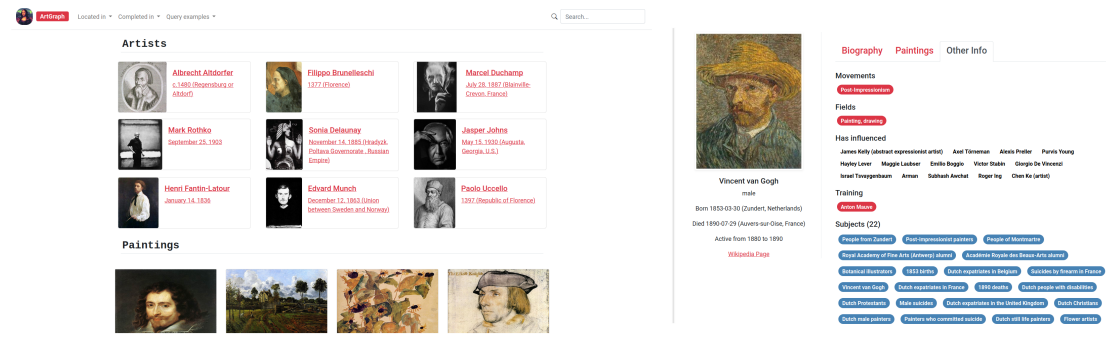 ArtGraph Located in Completed in Query examples Search...
Artists
Albrecht Altdorfer
c.1480 (Regensburg or
Altdorf)
Filippo Brunelleschi
1377 (Florence)
Marcel Duchamp
July 28, 1887 (Blainville-
Crevon, France)
Mark Rothko
September 25, 1903
Sonia Delaunay
November 14, 1885 (Hradyzk,
Poltava Governorate , Russian
Empire)
Jasper Johns
May 15, 1930 (Augusta,
Georgia, U.S.)
Henri Fantin-Latour
January 14, 1836
Edvard Munch
December 12, 1863 (Union
between Sweden and Norway)
Paolo Uccello
1397 (Republic of Florence)
Paintings
Vincent van Gogh
male
Born 1853-03-30 (Zundert, Netherlands)
Died 1890-07-29 (Auvers-sur-Oise, France)
Active from 1880 to 1890
Wikipedia Page
Biography Paintings Other Info
Movements
Post-Impressionism
Fields
Painting, drawing
Has influenced
James Kelly (abstract expressionist artist) Axel Törneman Alexis Preller Purvis Young
Hayley Lever Maggie Laubser Emilio Boggio Victor Stabin Giorgio De Vincenzi
Israel Tsvaygenbaum Arman Subhash Awchat Roger Ing Chen Ke (artist)
Training
Anton Mauve
Subjects (22)
People from Zundert Post-Impressionist painters People of Montmartre
Royal Academy of Fine Arts (Antwerp) alumni Académie Royale des Beaux-Arts alumni
Botanical illustrators 1853 births Dutch expatriates in Belgium Suicides by firearm in France
Vincent van Gogh Dutch expatriates in France 1890 deaths Dutch people with disabilities
Dutch Protestants Male suicides Dutch expatriates in the United Kingdom Dutch Christians
Dutch male painters Painters who committed suicide Dutch still life painters Flower artists